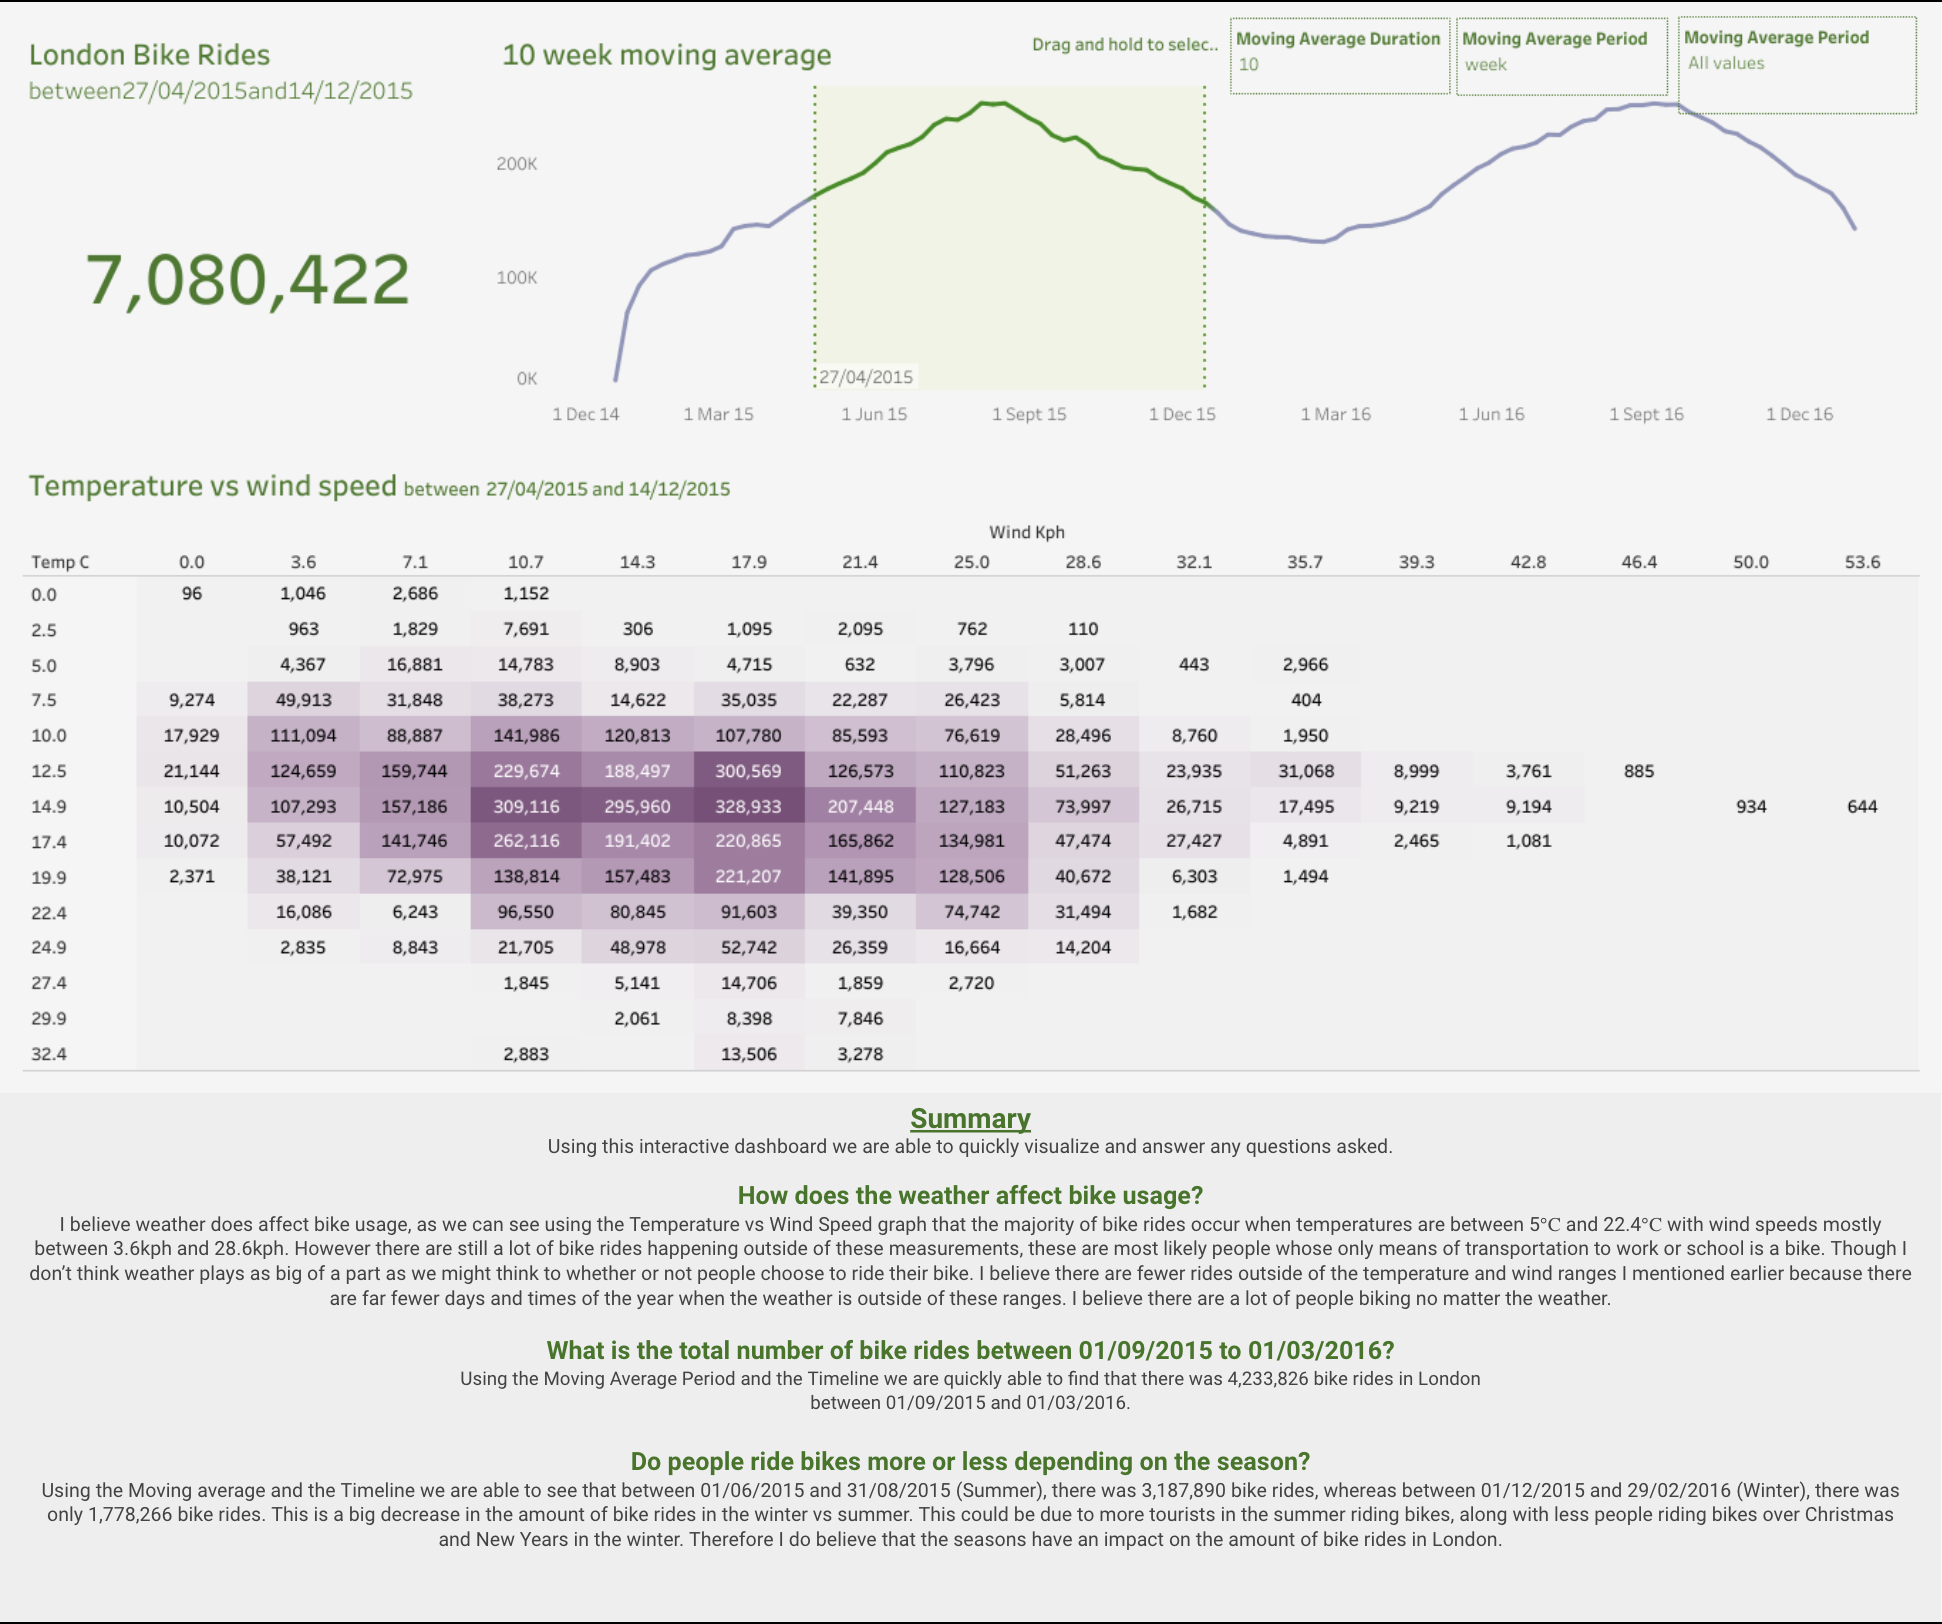 London Bike Rides
between27/04/2015and14/12/2015
7,080,422
10 week moving average
Drag and hold to selec..
Moving Average Duration
10
Moving Average Period
week
Moving Average Period
All values
200K
100K
0K
27/04/2015
1 Dec 14 1 Mar 15 1 Jun 15 1 Sept 15 1 Dec 15 1 Mar 16 1 Jun 16 1 Sept 16 1 Dec 16
Temperature vs wind speed between 27/04/2015 and 14/12/2015
Wind Kph
Temp C 0.0 3.6 7.1 10.7 14.3 17.9 21.4 25.0 28.6 32.1 35.7 39.3 42.8 46.4 50.0 53.6
0.0 96 1,046 2,686 1,152
2.5 963 1,829 7,691 306 1,095 2,095 762 110
5.0 4,367 16,881 14,783 8,903 4,715 632 3,796 3,007 443 2,966
7.5 9,274 49,913 31,848 38,273 14,622 35,035 22,287 26,423 5,814 404
10.0 17,929 111,094 88,887 141,986 120,813 107,780 85,593 76,619 28,496 8,760 1,950
12.5 21,144 124,659 159,744 229,674 188,497 300,569 126,573 110,823 51,263 23,935 31,068 8,999 3,761 885
14.9 10,504 107,293 157,186 309,116 295,960 328,933 207,448 127,183 73,997 26,715 17,495 9,219 9,194 934 644
17.4 10,072 57,492 141,746 262,116 191,402 220,865 165,862 134,981 47,474 27,427 4,891 2,465 1,081
19.9 2,371 38,121 72,975 138,814 157,483 221,207 141,895 128,506 40,672 6,303 1,494
22.4 16,086 6,243 96,550 80,845 91,603 39,350 74,742 31,494 1,682
24.9 2,835 8,843 21,705 48,978 52,742 26,359 16,664 14,204
27.4 1,845 5,141 14,706 1,859 2,720
29.9 2,061 8,398 7,846
32.4 2,883 13,506 3,278
Summary
Using this interactive dashboard we are able to quickly visualize and answer any questions asked.
How does the weather affect bike usage?
I believe weather does affect bike usage, as we can see using the Temperature vs Wind Speed graph that the majority of bike rides occur when temperatures are between 5°C and 22.4°C with wind speeds mostly
between 3.6kph and 28.6kph. However there are still a lot of bike rides happening outside of these measurements, these are most likely people whose only means of transportation to work or school is a bike. Though I
don't think weather plays as big of a part as we might think to whether or not people choose to ride their bike. I believe there are fewer rides outside of the temperature and wind ranges I mentioned earlier because there
are far fewer days and times of the year when the weather is outside of these ranges. I believe there are a lot of people biking no matter the weather.
What is the total number of bike rides between 01/09/2015 to 01/03/2016?
Using the Moving Average Period and the Timeline we are quickly able to find that there was 4,233,826 bike rides in London
between 01/09/2015 and 01/03/2016.
Do people ride bikes more or less depending on the season?
Using the Moving average and the Timeline we are able to see that between 01/06/2015 and 31/08/2015 (Summer), there was 3,187,890 bike rides, whereas between 01/12/2015 and 29/02/2016 (Winter), there was
only 1,778,266 bike rides. This is a big decrease in the amount of bike rides in the winter vs summer. This could be due to more tourists in the summer riding bikes, along with less people riding bikes over Christmas
and New Years in the winter. Therefore I do believe that the seasons have an impact on the amount of bike rides in London.